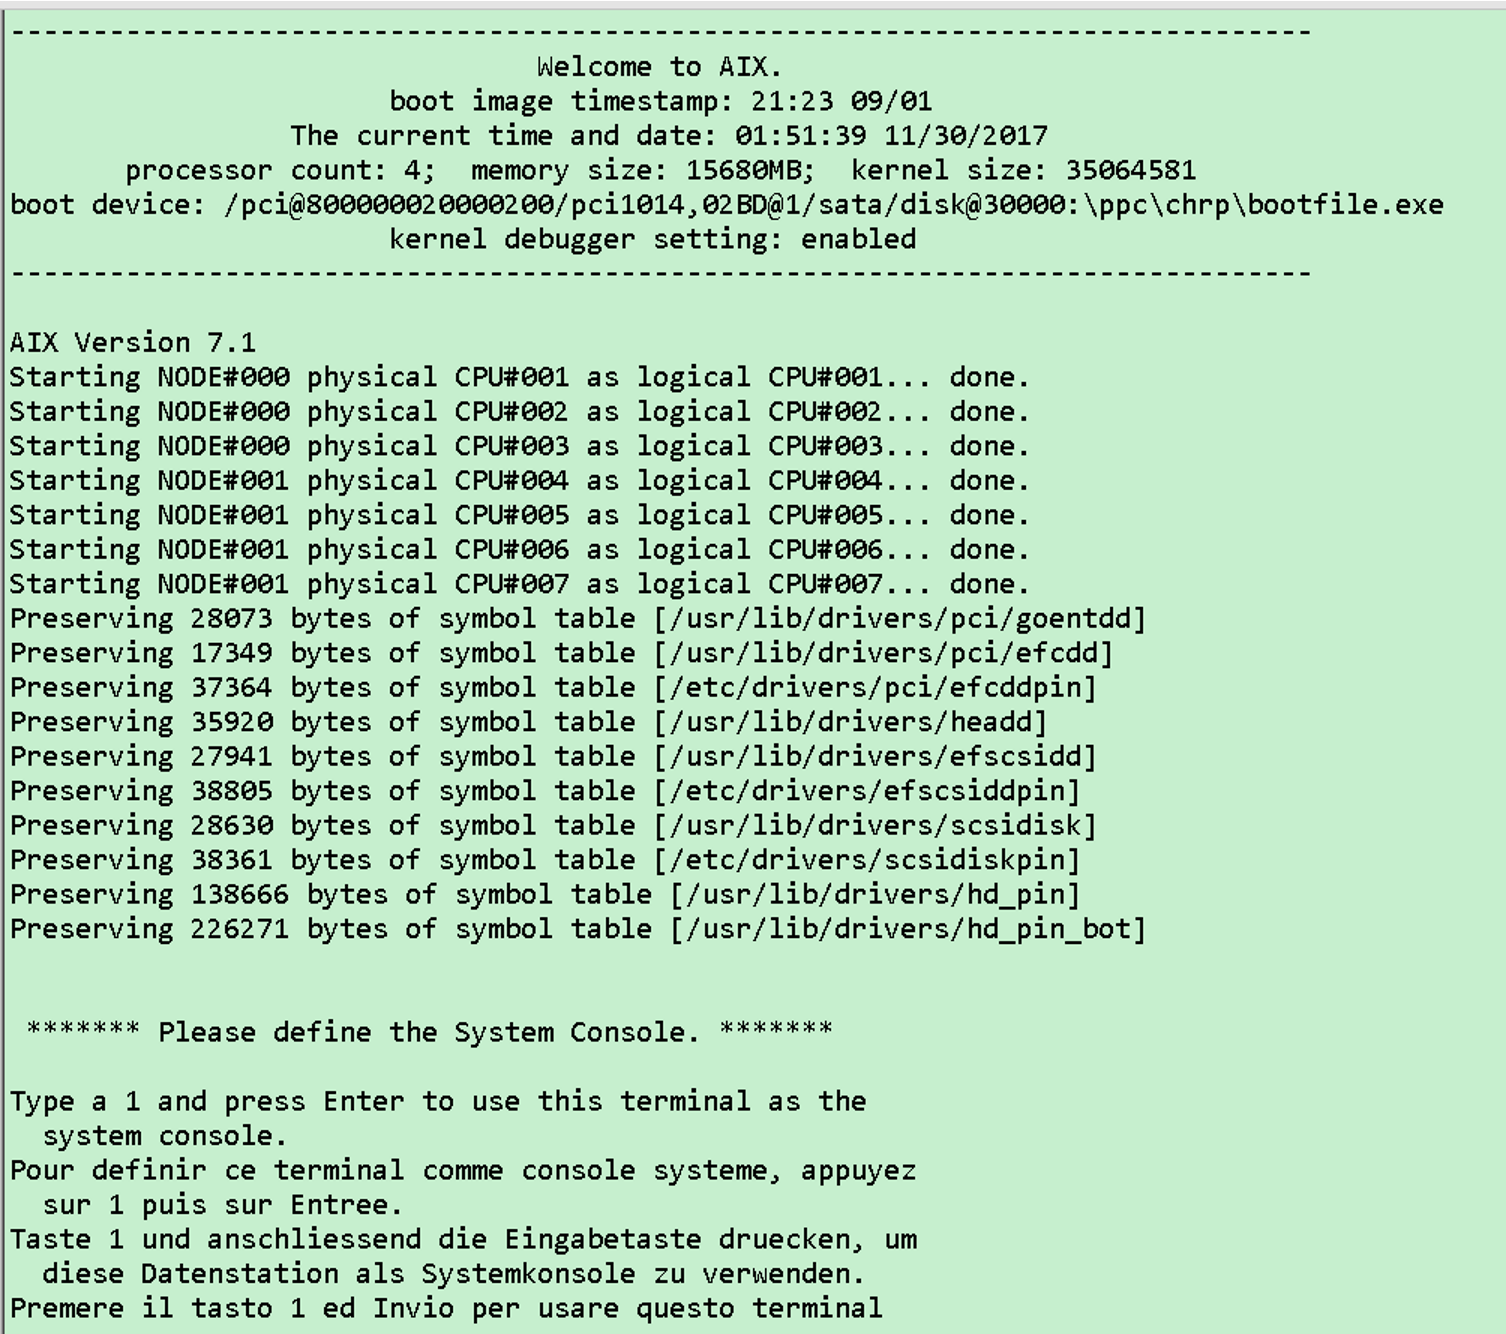 -------------------------------------------------------------------------------
Welcome to AIX.
boot image timestamp: 21:23 09/01
The current time and date: 01:51:39 11/30/2017
processor count: 4;  memory size: 15680MB;  kernel size: 35064581
boot device: /pci@800000020000200/pci1014,02BD@1/sata/disk@30000:\ppc\chrp\bootfile.exe
kernel debugger setting: enabled
-------------------------------------------------------------------------------
AIX Version 7.1
Starting NODE#000 physical CPU#001 as logical CPU#001... done.
Starting NODE#000 physical CPU#002 as logical CPU#002... done.
Starting NODE#000 physical CPU#003 as logical CPU#003... done.
Starting NODE#001 physical CPU#004 as logical CPU#004... done.
Starting NODE#001 physical CPU#005 as logical CPU#005... done.
Starting NODE#001 physical CPU#006 as logical CPU#006... done.
Starting NODE#001 physical CPU#007 as logical CPU#007... done.
Preserving 28073 bytes of symbol table [/usr/lib/drivers/pci/goentdd]
Preserving 17349 bytes of symbol table [/usr/lib/drivers/pci/efcdd]
Preserving 37364 bytes of symbol table [/etc/drivers/pci/efcddpin]
Preserving 35920 bytes of symbol table [/usr/lib/drivers/headd]
Preserving 27941 bytes of symbol table [/usr/lib/drivers/efscsidd]
Preserving 38805 bytes of symbol table [/etc/drivers/efscsiddpin]
Preserving 28630 bytes of symbol table [/usr/lib/drivers/scsidisk]
Preserving 38361 bytes of symbol table [/etc/drivers/scsidiskpin]
Preserving 138666 bytes of symbol table [/usr/lib/drivers/hd_pin]
Preserving 226271 bytes of symbol table [/usr/lib/drivers/hd_pin_bot]
******* Please define the System Console. *******
Type a 1 and press Enter to use this terminal as the
system console.
Pour definir ce terminal comme console systeme, appuyez
sur 1 puis sur Entree.
Taste 1 und anschliessend die Eingabetaste druecken, um
diese Datenstation als Systemkonsole zu verwenden.
Premere il tasto 1 ed Invio per usare questo terminal